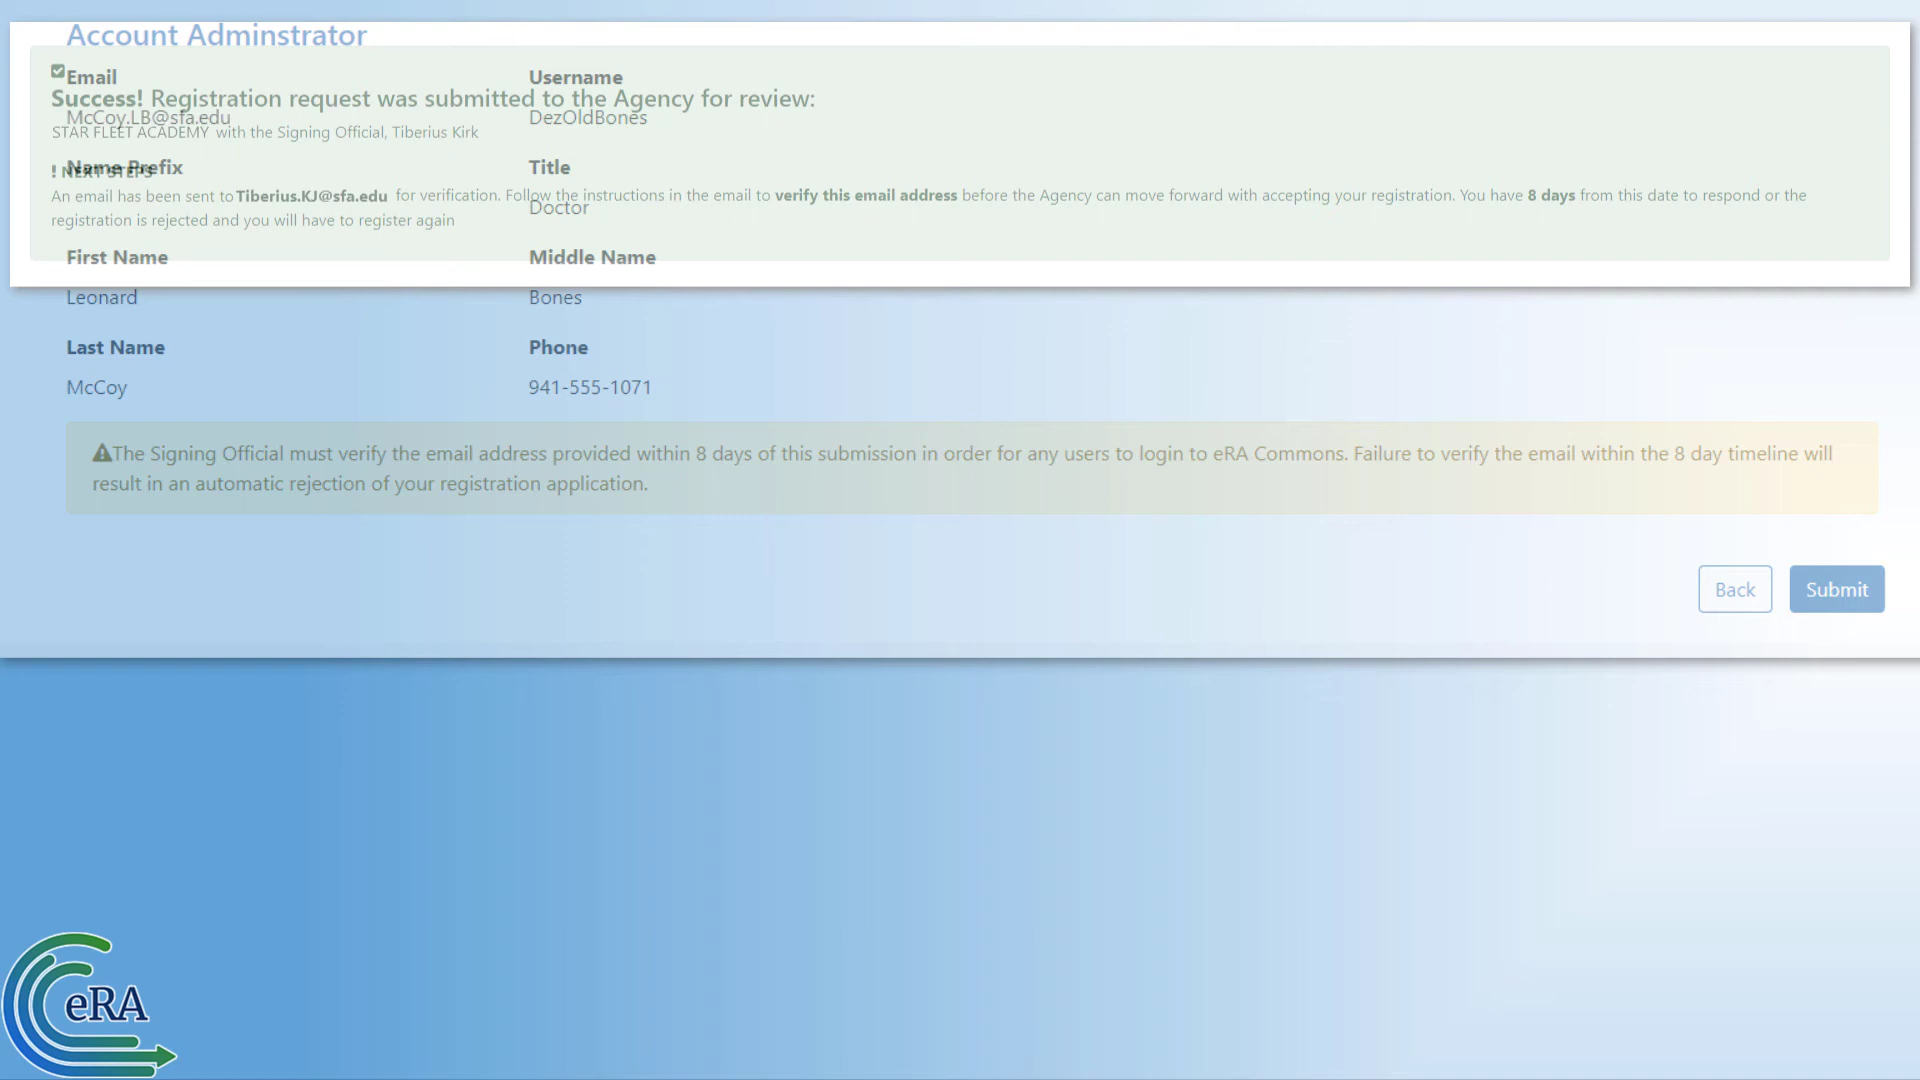 Account Adminstrator
Email Username
Success! Registration request was submitted to the Agency for review:
McCoy.LB@sfa.edu DezOldBones
STAR FLEET ACADEMY with the Signing Official, Tiberius Kirk
Name Prefix Title
! NEXT STEPS
An email has been sent to Tiberius.KJ@sfa.edu for verification. Follow the instructions in the email to verify this email address before the Agency can move forward with accepting your registration. You have 8 days from this date to respond or the
Doctor
registration is rejected and you will have to register again
First Name Middle Name
Leonard Bones
Last Name Phone
McCoy 941-555-1071
The Signing Official must verify the email address provided within 8 days of this submission in order for any users to login to eRA Commons. Failure to verify the email within the 8 day timeline will
result in an automatic rejection of your registration application.
Back Submit
eRA